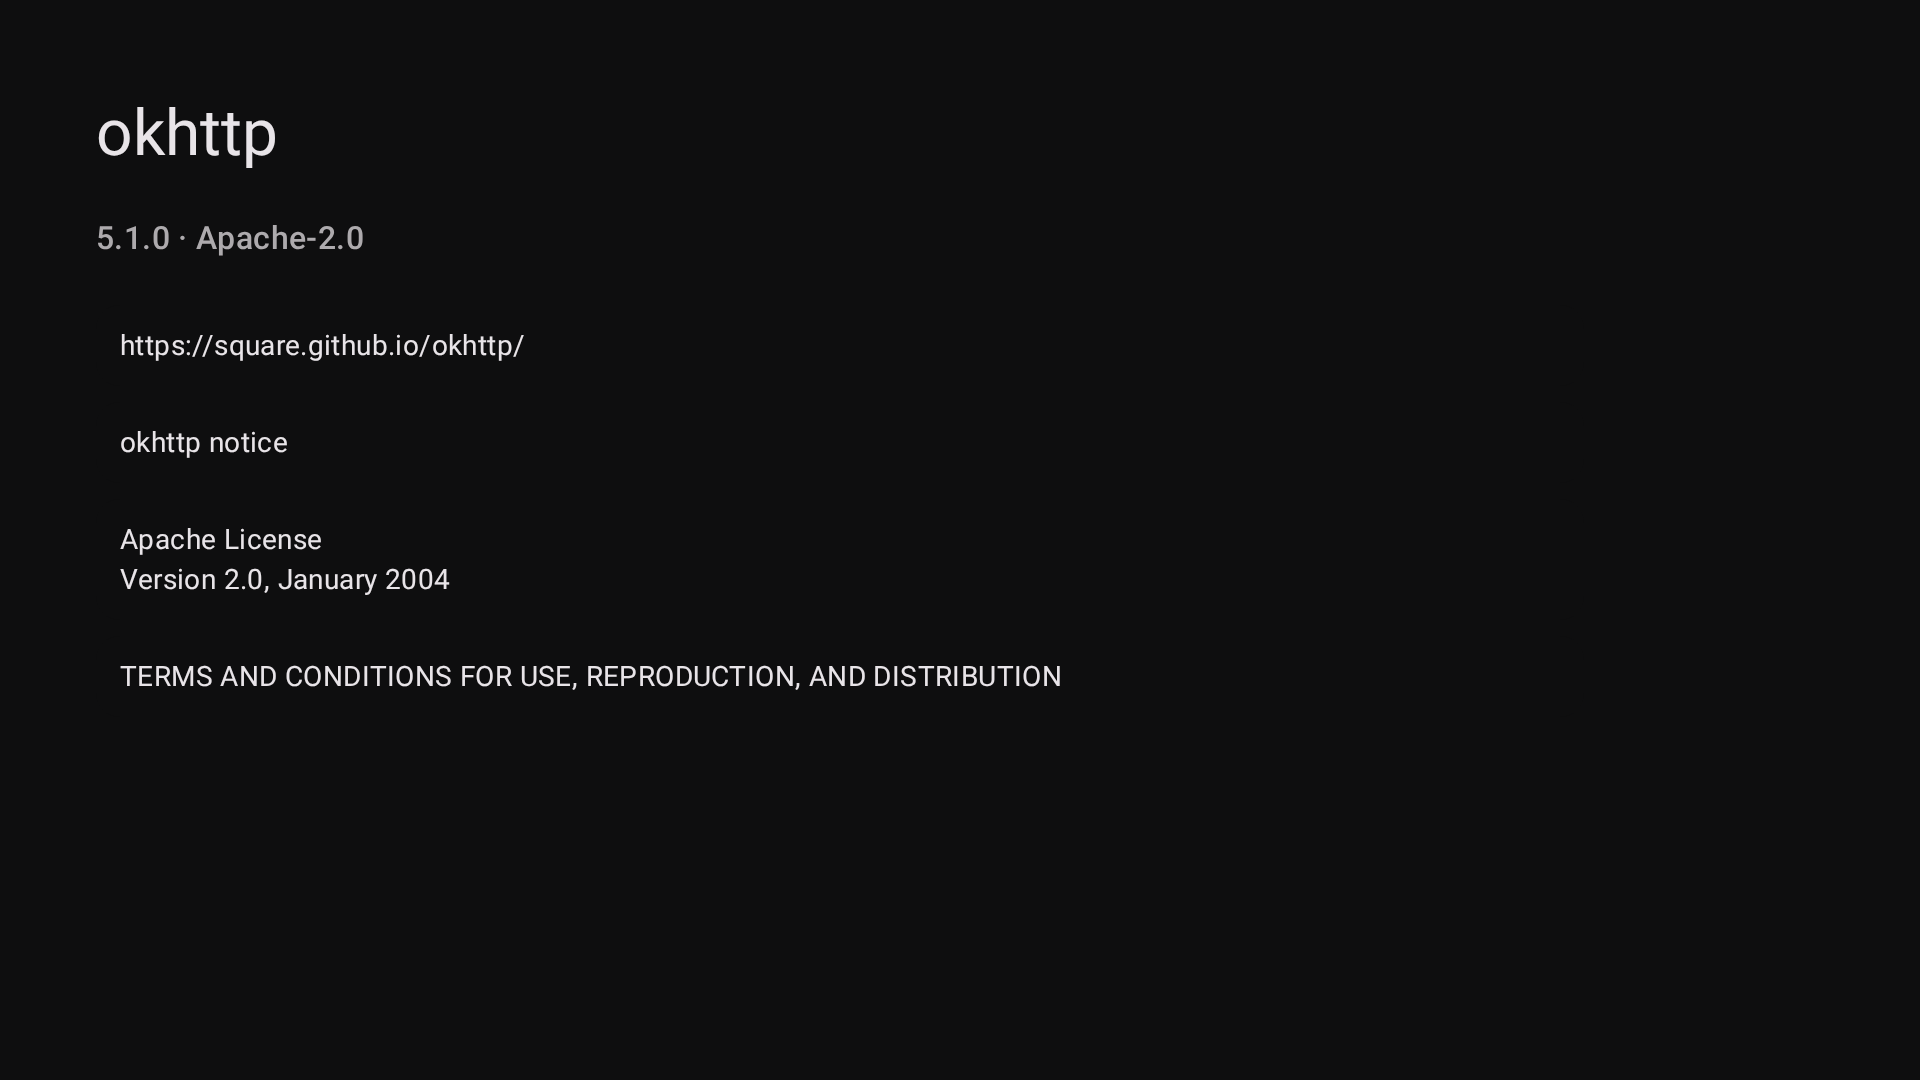 okhttp
5.1.0 · Apache-2.0
https://square.github.io/okhttp/
okhttp notice
Apache License
Version 2.0, January 2004
TERMS AND CONDITIONS FOR USE, REPRODUCTION, AND DISTRIBUTION